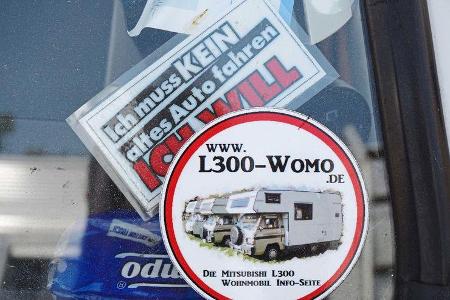 Ich muss KEIN
altes Auto fahren
ICH WILL
www.
L300-Womo
.de
Die Mitsubishi L300
Wohnmobil Info-Seite
odu
®